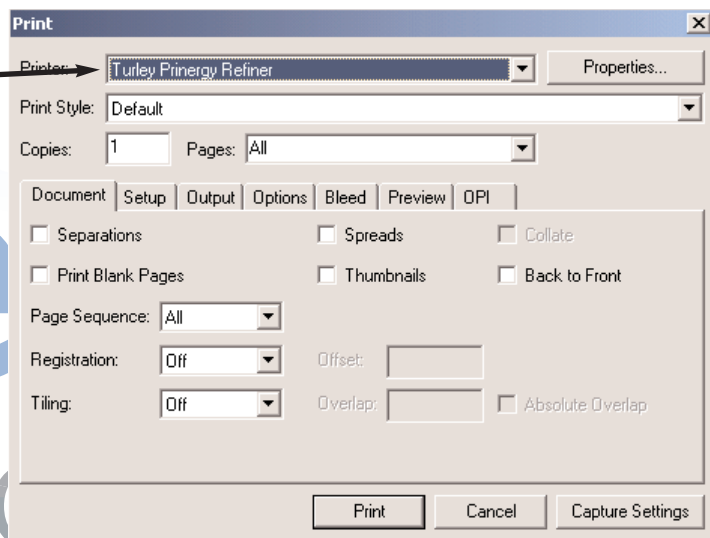 Print
Printer: Turley Prinergy Refiner Properties...
Print Style: Default
Copies: 1 Pages: All
Document Setup Output Options Bleed Preview OPI
Separations Spreads Collate
Print Blank Pages Thumbnails Back to Front
Page Sequence: All
Registration: Off Offset:
Tiling: Off Overlap: Absolute Overlap
Print Cancel Capture Settings